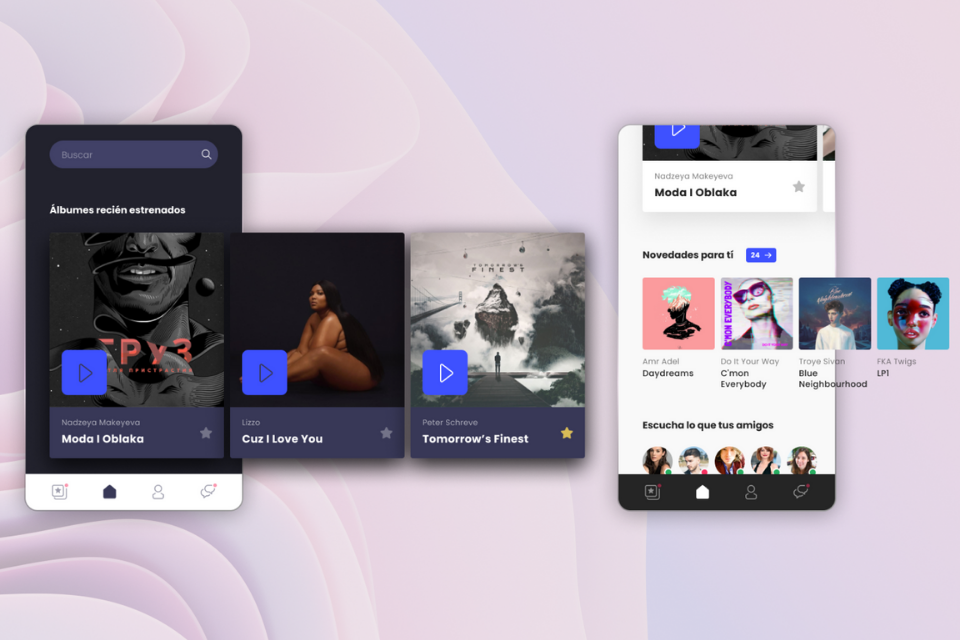 Buscar
Álbumes recién estrenados
ГРУЗ
Nadzeya Makeyeva
Moda I Oblaka
Lizzo
Cuz I Love You
TOMORROWS
FINEST
Peter Schreve
Tomorrow's Finest
Nadzeya Makeyeva
Moda I Oblaka
Novedades para tí
24 →
C'MON EVERYBODY
Amr Adel
Daydreams
Do It Your Way
C'mon
Everybody
Troye Sivan
Blue
Neighbourhood
FKA Twigs
LP1
Escucha lo que tus amigos